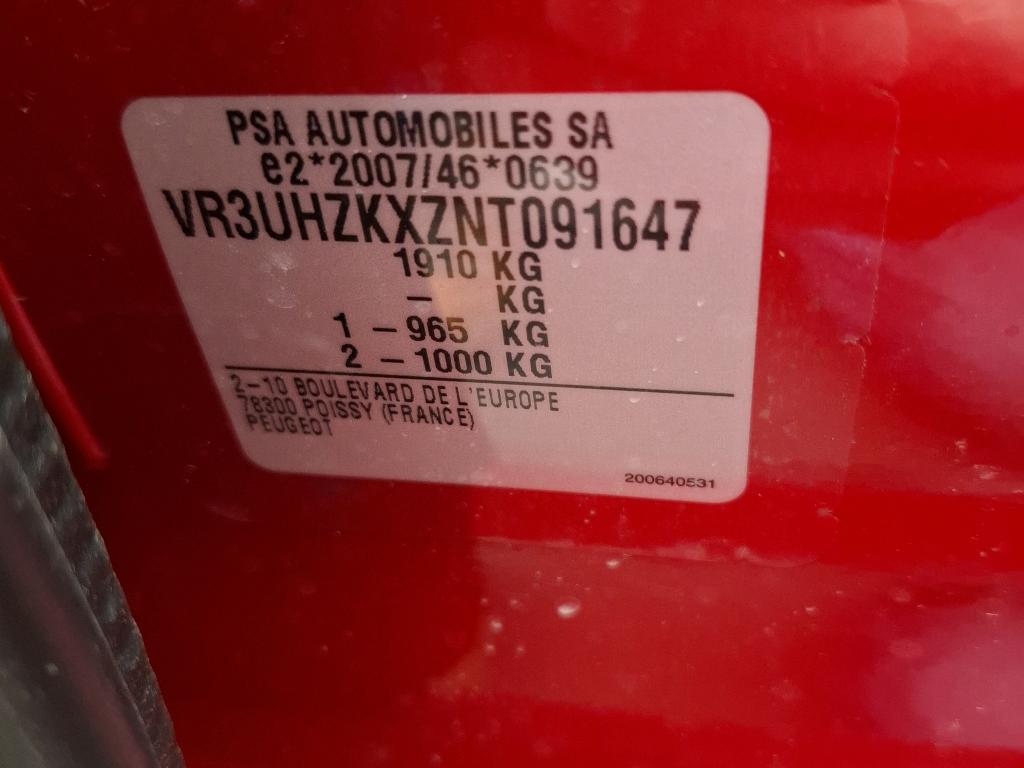 PSA AUTOMOBILES SA
e2*2007/46*0639
VR3UHZKXZNT091647
1910 KG
- KG
1 - 965 KG
2 - 1000 KG
2-10 BOULEVARD DE L'EUROPE
78300 POISSY (FRANCE)
PEUGEOT
200640531